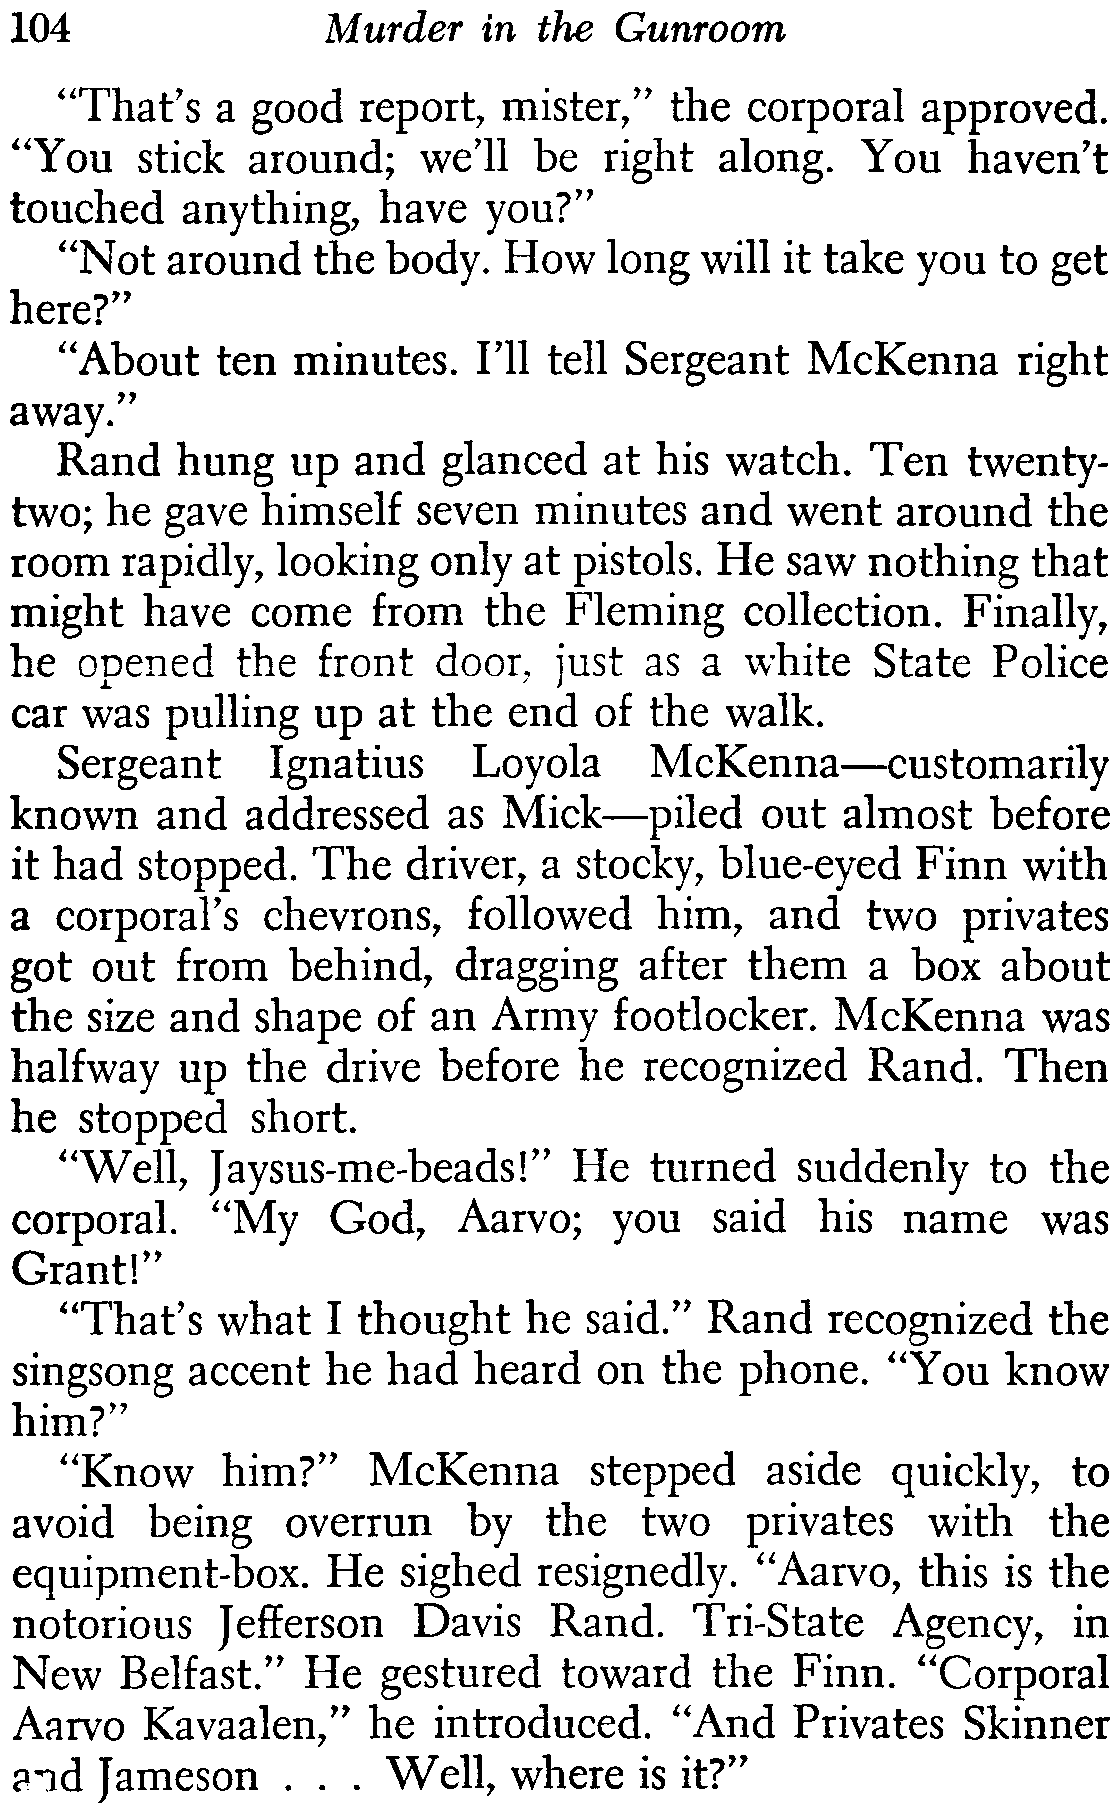 104 Murder in the Gunroom
“That’s a good report, mister,” the corporal approved.
“You stick around; we’ll be right along. You haven’t
touched anything, have you?”
“Not around the body. How long will it take you to get
here?”
“About ten minutes. I’ll tell Sergeant McKenna right
away.”
Rand hung up and glanced at his watch. Ten twenty-
two; he gave himself seven minutes and went around the
room rapidly, looking only at pistols. He saw nothing that
might have come from the Fleming collection. Finally,
he opened the front door, just as a white State Police
car was pulling up at the end of the walk.
Sergeant Ignatius Loyola McKenna—customarily
known and addressed as Mick—piled out almost before
it had stopped. The driver, a stocky, blue-eyed Finn with
a corporal’s chevrons, followed him, and two privates
got out from behind, dragging after them a box about
the size and shape of an Army footlocker. McKenna was
halfway up the drive before he recognized Rand. Then
he stopped short.
“Well, Jaysus-me-beads!” He turned suddenly to the
corporal. “My God, Aarvo; you said his name was
Grant!”
“That’s what I thought he said.” Rand recognized the
singsong accent he had heard on the phone. “You know
him?”
“Know him?” McKenna stepped aside quickly, to
avoid being overrun by the two privates with the
equipment-box. He sighed resignedly. “Aarvo, this is the
notorious Jefferson Davis Rand. Tri-State Agency, in
New Belfast.” He gestured toward the Finn. “Corporal
Aarvo Kavaalen,” he introduced. “And Privates Skinner
and Jameson . . . Well, where is it?”